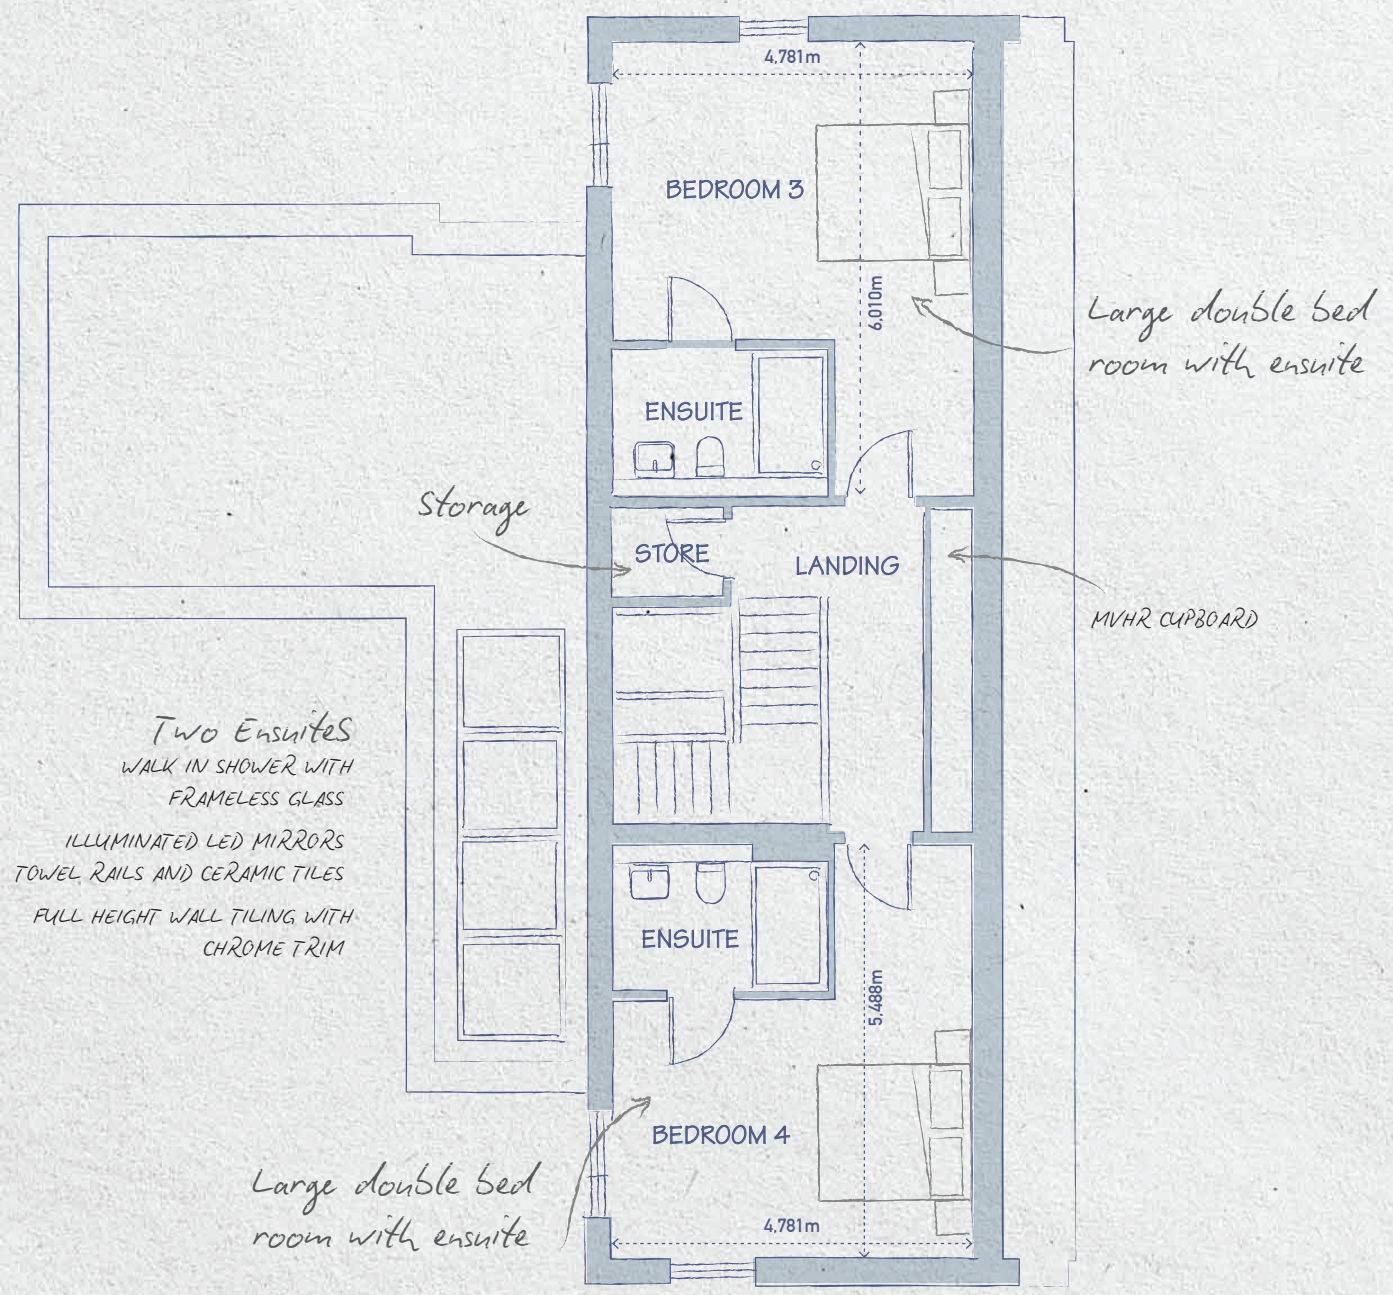 4,781m
BEDROOM 3
6,010m
Large double bed
room with ensuite
ENSUITE
Storage
STORE
LANDING
MVHR CUPBOARD
Two Ensuites
WALK IN SHOWER WITH
FRAMELESS GLASS
ILLUMINATED LED MIRRORS
TOWEL RAILS AND CERAMIC TILES
FULL HEIGHT WALL TILING WITH
CHROME TRIM
ENSUITE
5,488m
BEDROOM 4
Large double bed
room with ensuite
4,781m